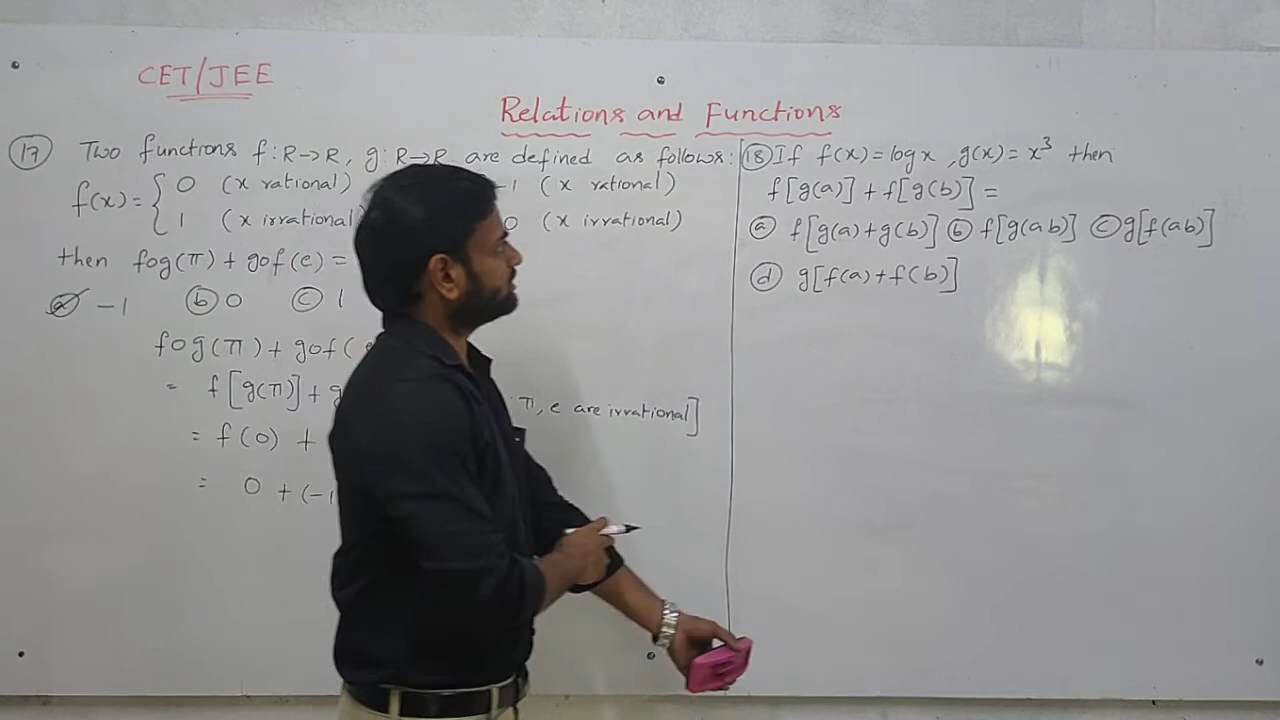 CET/JEE
Relations and Functions
17 Two functions f:R→R, g:R→R are defined as follows:
f(x) = { 0 (x rational) -1 (x rational)
1 (x irrational) 0 (x irrational)
then fog(π) + gof(e) =
a -1 b 0 c 1
fog(π) + gof(e
= f[g(π)] + g π, e are irrational]
= f(0) +
= 0 + (-1
18 If f(x) = log x, g(x) = x³ then
f[g(a)] + f[g(b)] =
a f[g(a)+g(b)] b f[g(ab)] c g[f(ab)]
d g[f(a)+f(b)]